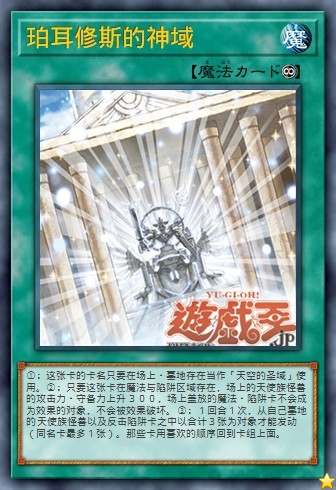 珀耳修斯的神域
魔
【魔法カード】
YU-GI-OH!
遊戯王
①:这张卡的卡名只要在场上・墓地存在当作「天空的圣域」使
用。②:只要这张卡在魔法与陷阱区域存在,场上的天使族怪兽
的攻击力・守备力上升300,场上盖放的魔法・陷阱卡不会成
为效果的对象,不会被效果破坏。③:1回合1次,从自己墓地
的天使族怪兽以及反击陷阱卡之中以合计3张为对象才能发动
(同名卡最多1张)。那些卡用喜欢的顺序回到卡组上面。